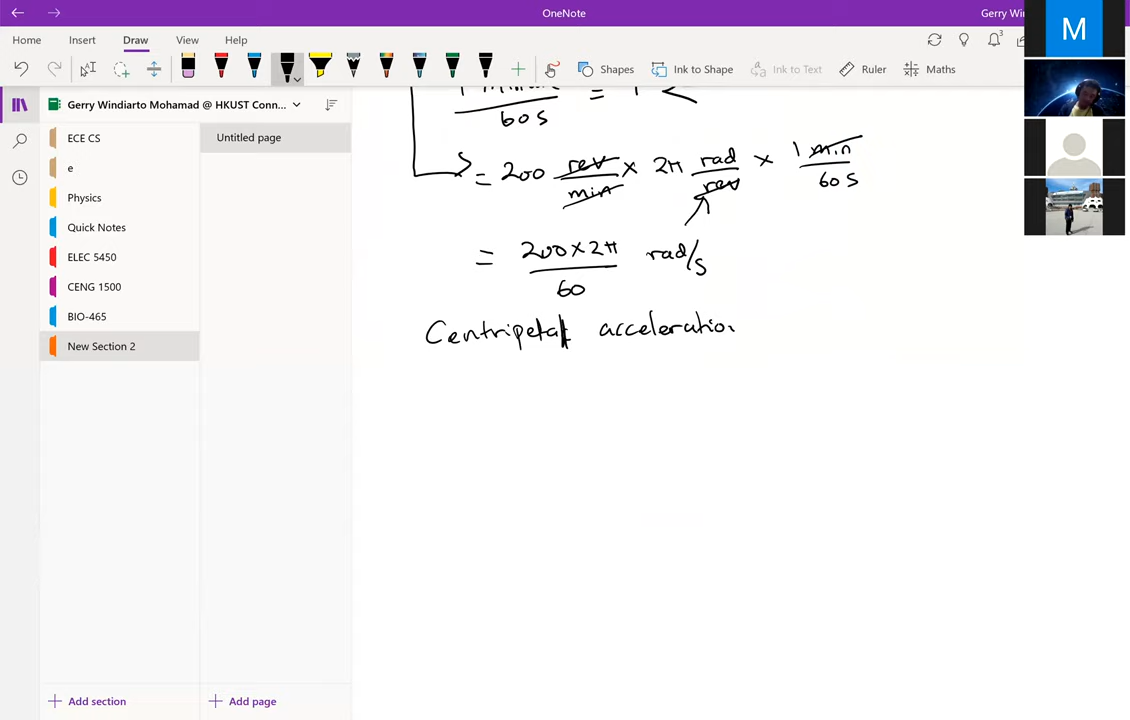 OneNote
Gerry Win
M
Home Insert Draw View Help
3
Shapes Ink to Shape Ink to Text Ruler Maths
Gerry Windiarto Mohamad @ HKUST Conn...
ECE CS
e
Physics
Quick Notes
ELEC 5450
CENG 1500
BIO-465
New Section 2
Untitled page
60 s
= 200 rev/min × 2π rad/rev × 1 min/60 s
= 200×2π/60 rad/s
Centripetal acceleration
+ Add section
+ Add page